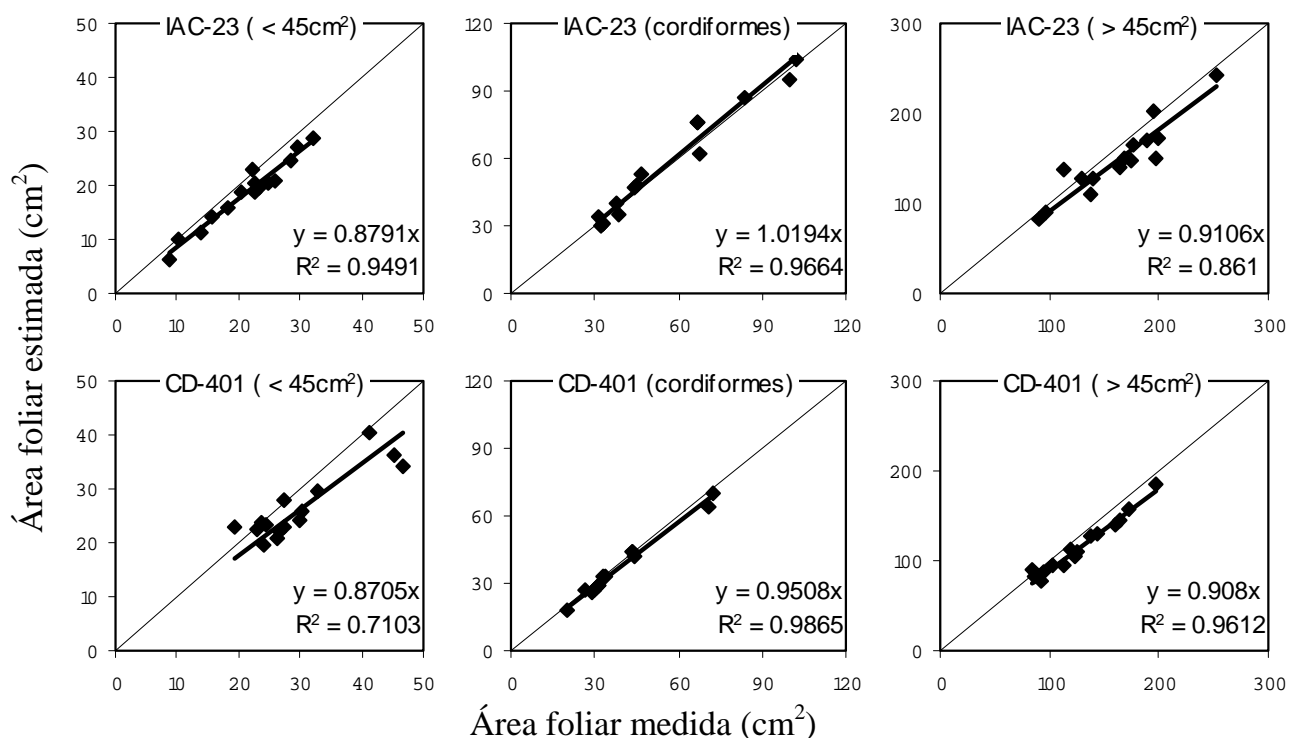 Área foliar estimada (cm²)
IAC-23 ( < 45cm²)
50
40
30
20
10
0
y = 0.8791x
R² = 0.9491
0 10 20 30 40 50
IAC-23 (cordiformes)
120
90
60
30
0
y = 1.0194x
R² = 0.9664
0 30 60 90 120
IAC-23 ( > 45cm²)
300
200
100
0
y = 0.9106x
R² = 0.861
0 100 200 300
CD-401 ( < 45cm²)
50
40
30
20
10
0
y = 0.8705x
R² = 0.7103
0 10 20 30 40 50
CD-401 (cordiformes)
120
90
60
30
0
y = 0.9508x
R² = 0.9865
0 30 60 90 120
CD-401 ( > 45cm²)
300
200
100
0
y = 0.908x
R² = 0.9612
0 100 200 300
Área foliar medida (cm²)